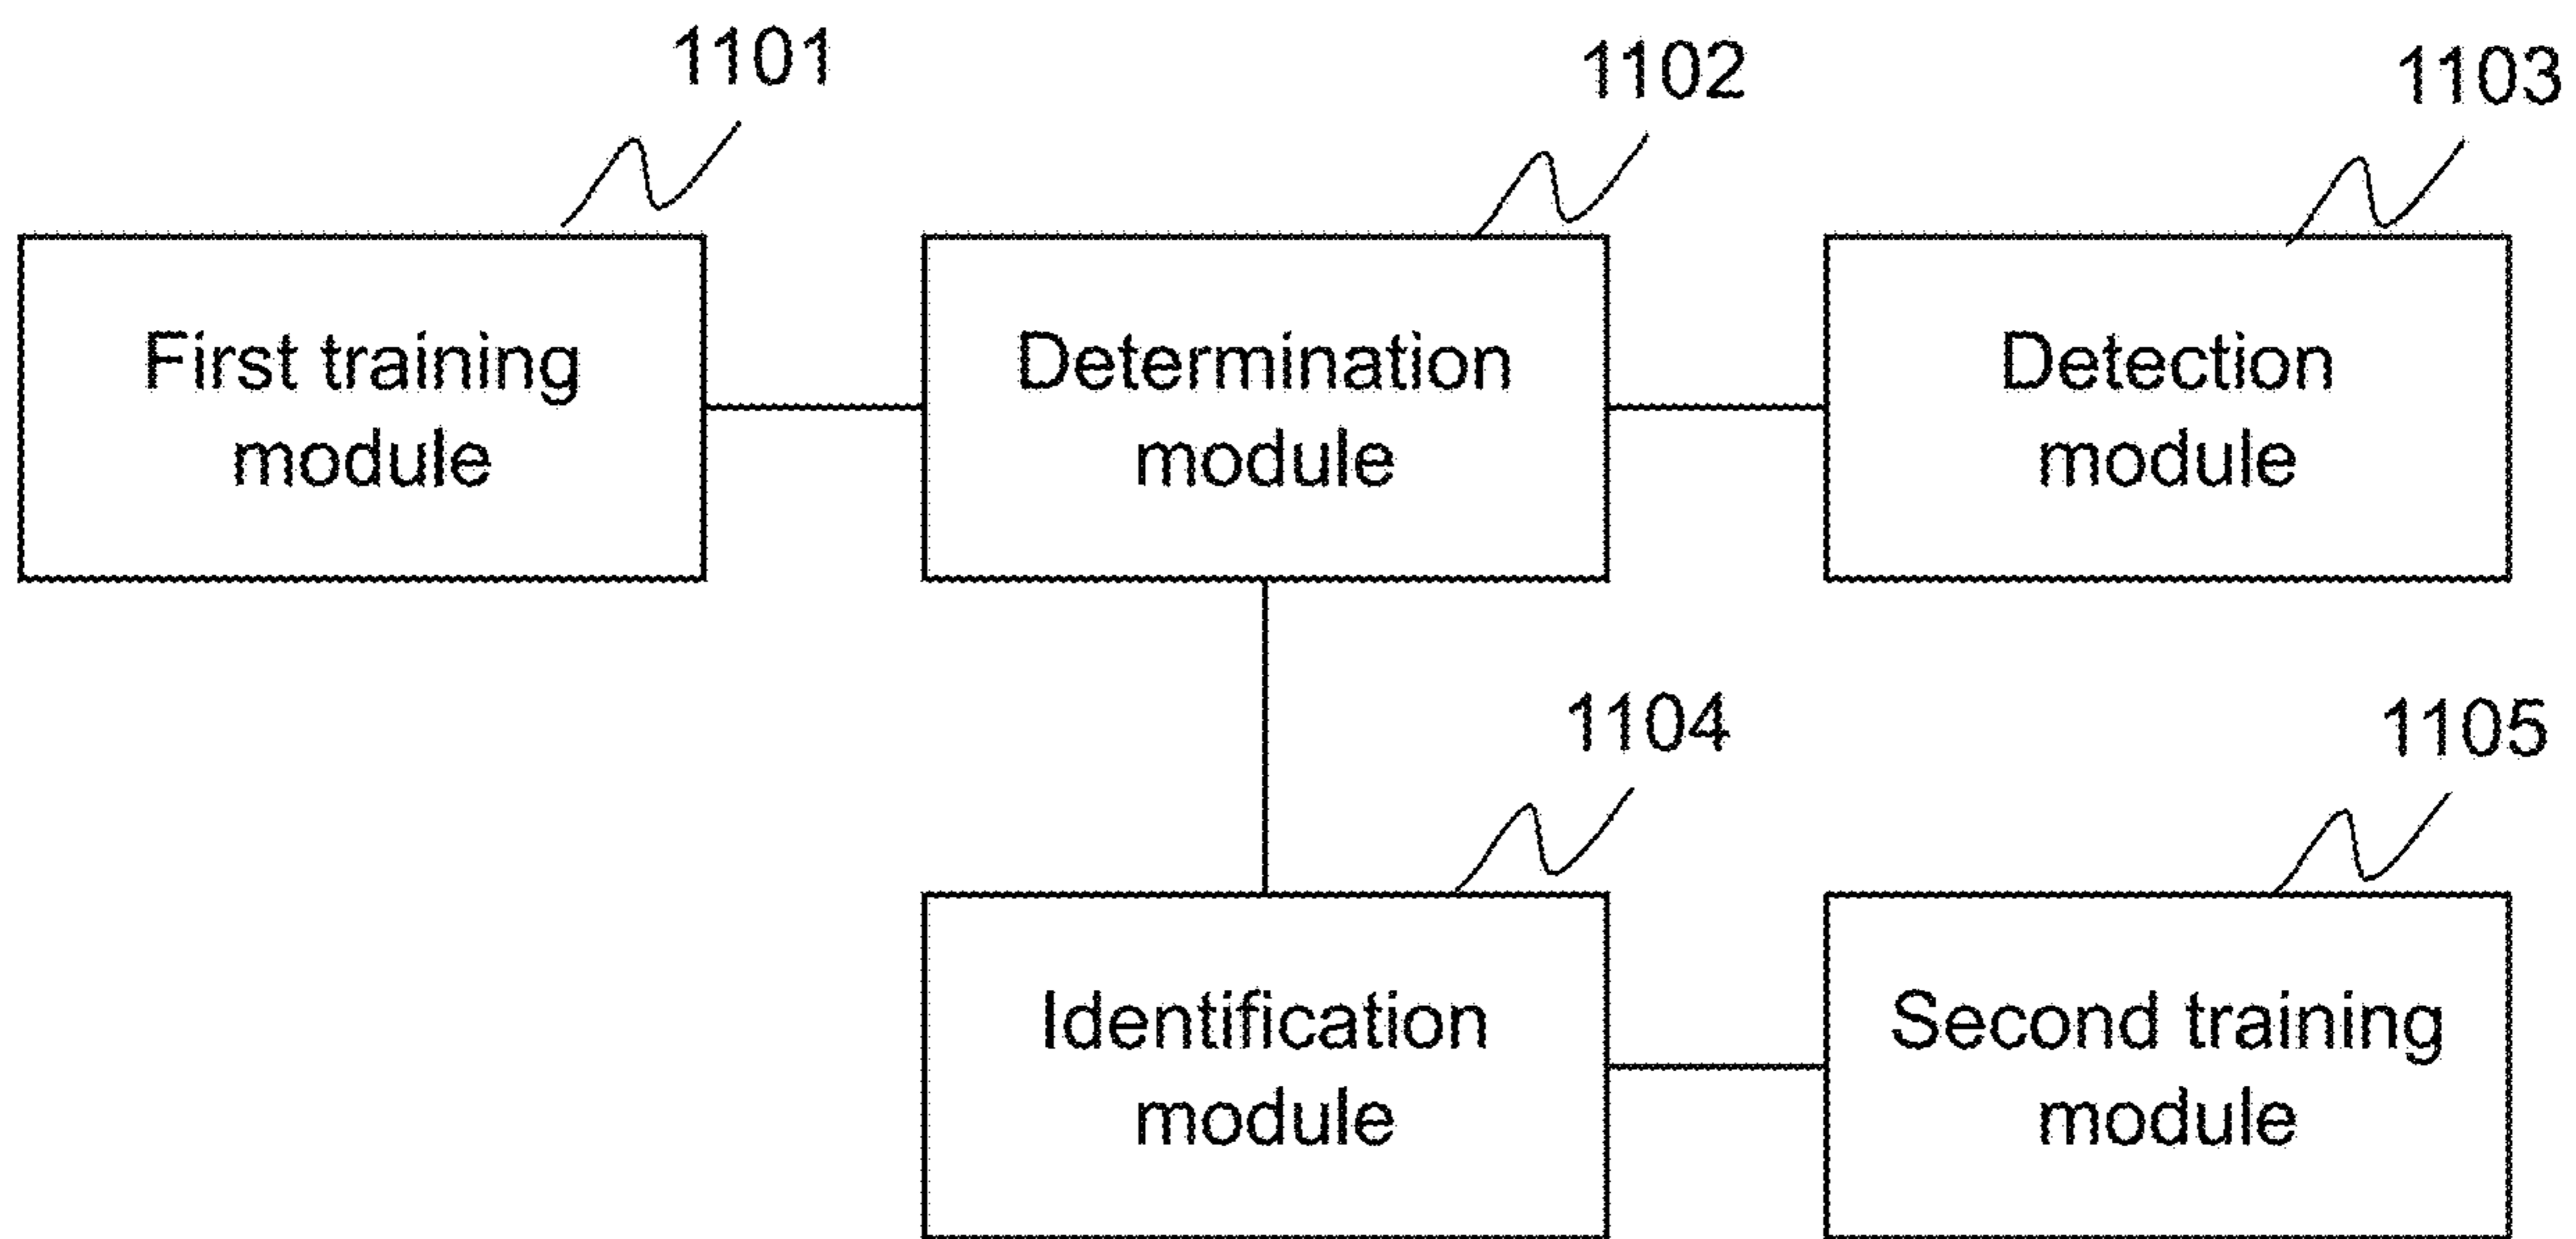 1101
1102
1103
First training
module
Determination
module
Detection
module
1104
1105
Identification
module
Second training
module